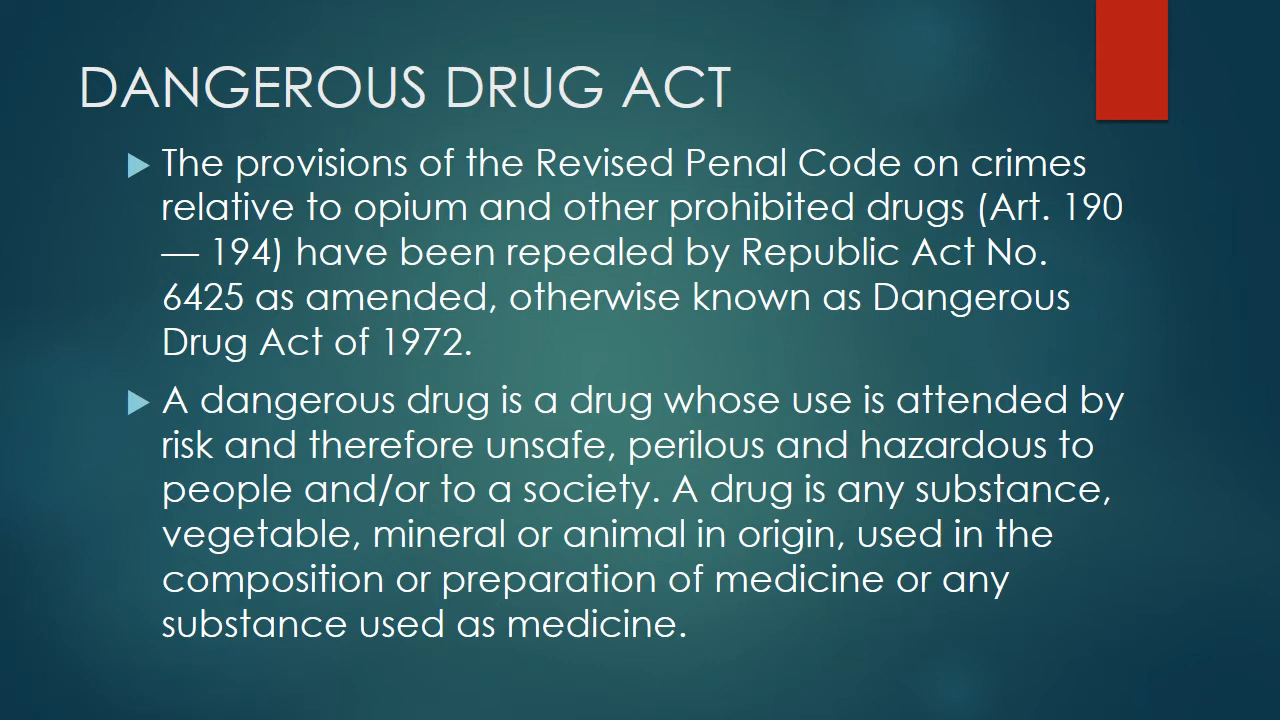 DANGEROUS DRUG ACT
The provisions of the Revised Penal Code on crimes
relative to opium and other prohibited drugs (Art. 190
— 194) have been repealed by Republic Act No.
6425 as amended, otherwise known as Dangerous
Drug Act of 1972.
A dangerous drug is a drug whose use is attended by
risk and therefore unsafe, perilous and hazardous to
people and/or to a society. A drug is any substance,
vegetable, mineral or animal in origin, used in the
composition or preparation of medicine or any
substance used as medicine.